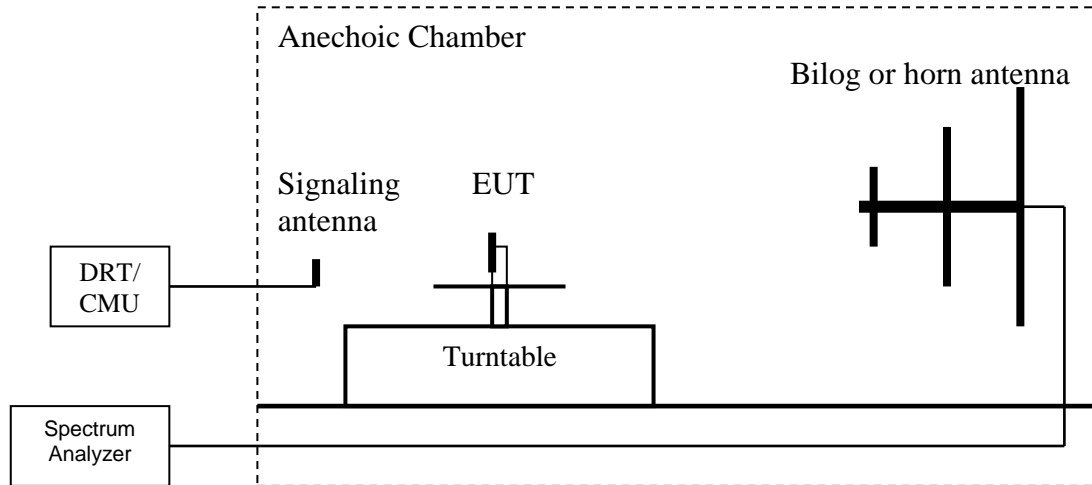 Anechoic Chamber
Bilog or horn antenna
Signaling
antenna
EUT
DRT/
CMU
Turntable
Spectrum
Analyzer